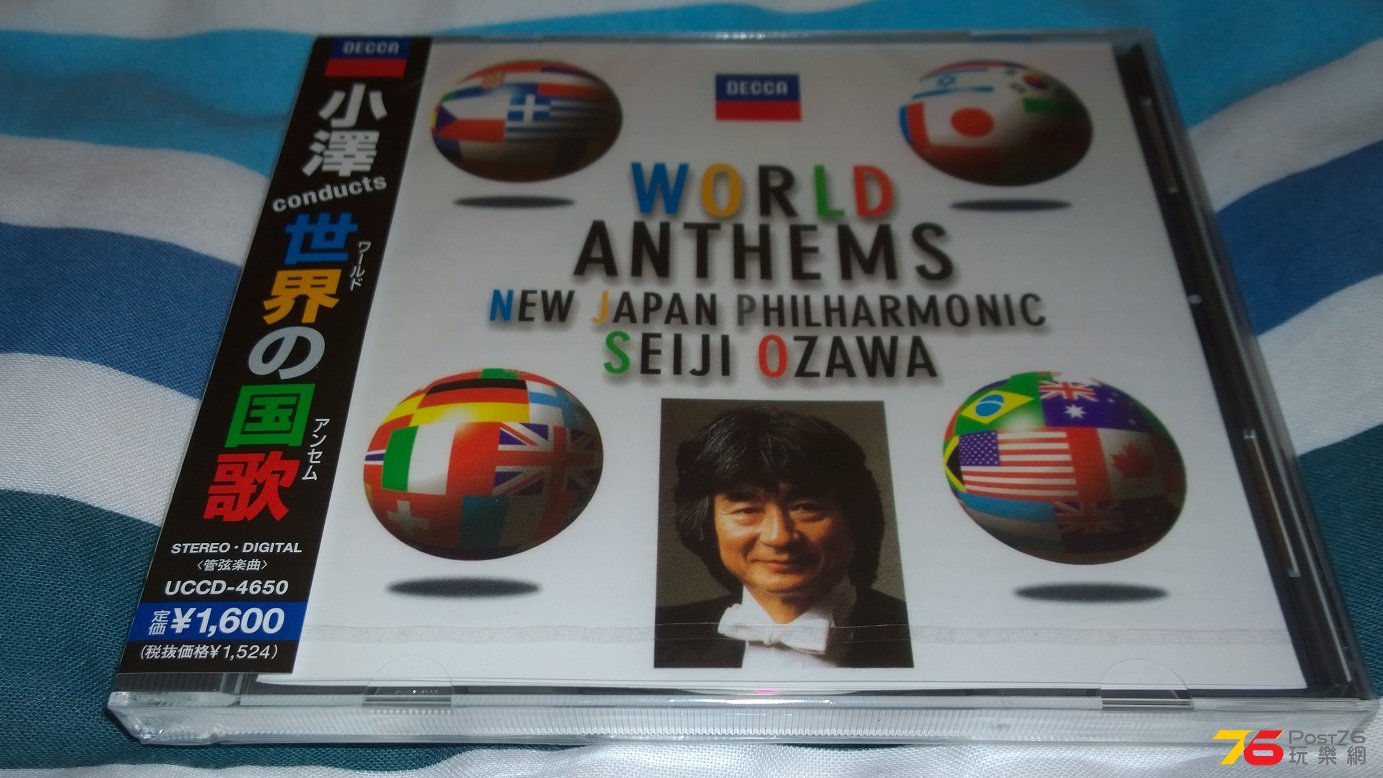 DECCA
小澤
conducts
世界の国歌
ワールド
アンセム
STEREO・DIGITAL
〈管弦楽曲〉
UCCD-4650
定価¥1,600
(税抜価格¥1,524)
DECCA
WORLD
ANTHEMS
NEW JAPAN PHILHARMONIC
SEIJI OZAWA
76 POST76
玩樂網